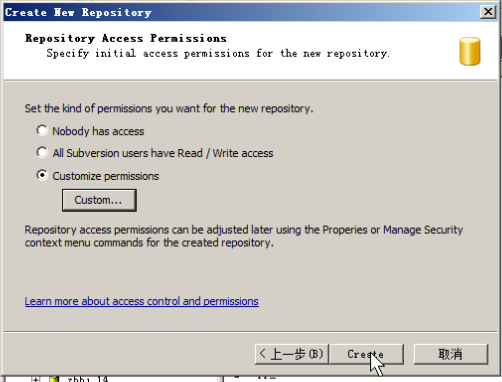 Create New Repository
Repository Access Permissions
Specify initial access permissions for the new repository.
Set the kind of permissions you want for the new repository.
Nobody has access
All Subversion users have Read / Write access
Customize permissions
Custom...
Repository access permissions can be adjusted later using the Properies or Manage Security
context menu commands for the created repository.
Learn more about access control and permissions
< 上一步(B)
Create
取消